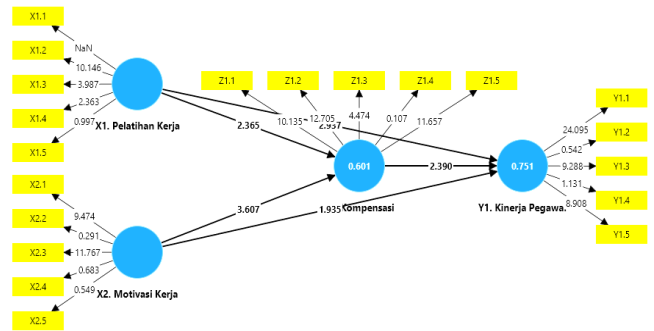 X1.1
X1.2
X1.3
X1.4
X1.5
NaN
10.146
3.987
2.363
0.997
X1. Pelatihan Kerja
Z1.1
Z1.2
Z1.3
Z1.4
Z1.5
10.135
12.705
4.474
0.107
11.657
2.365
2.937
0.601
Kompensasi
2.390
3.607
1.935
0.751
Y1. Kinerja Pegawa.
Y1.1
Y1.2
Y1.3
Y1.4
Y1.5
24.095
0.542
9.288
1.131
8.908
X2.1
X2.2
X2.3
X2.4
X2.5
9.474
0.291
11.767
0.683
0.549
X2. Motivasi Kerja